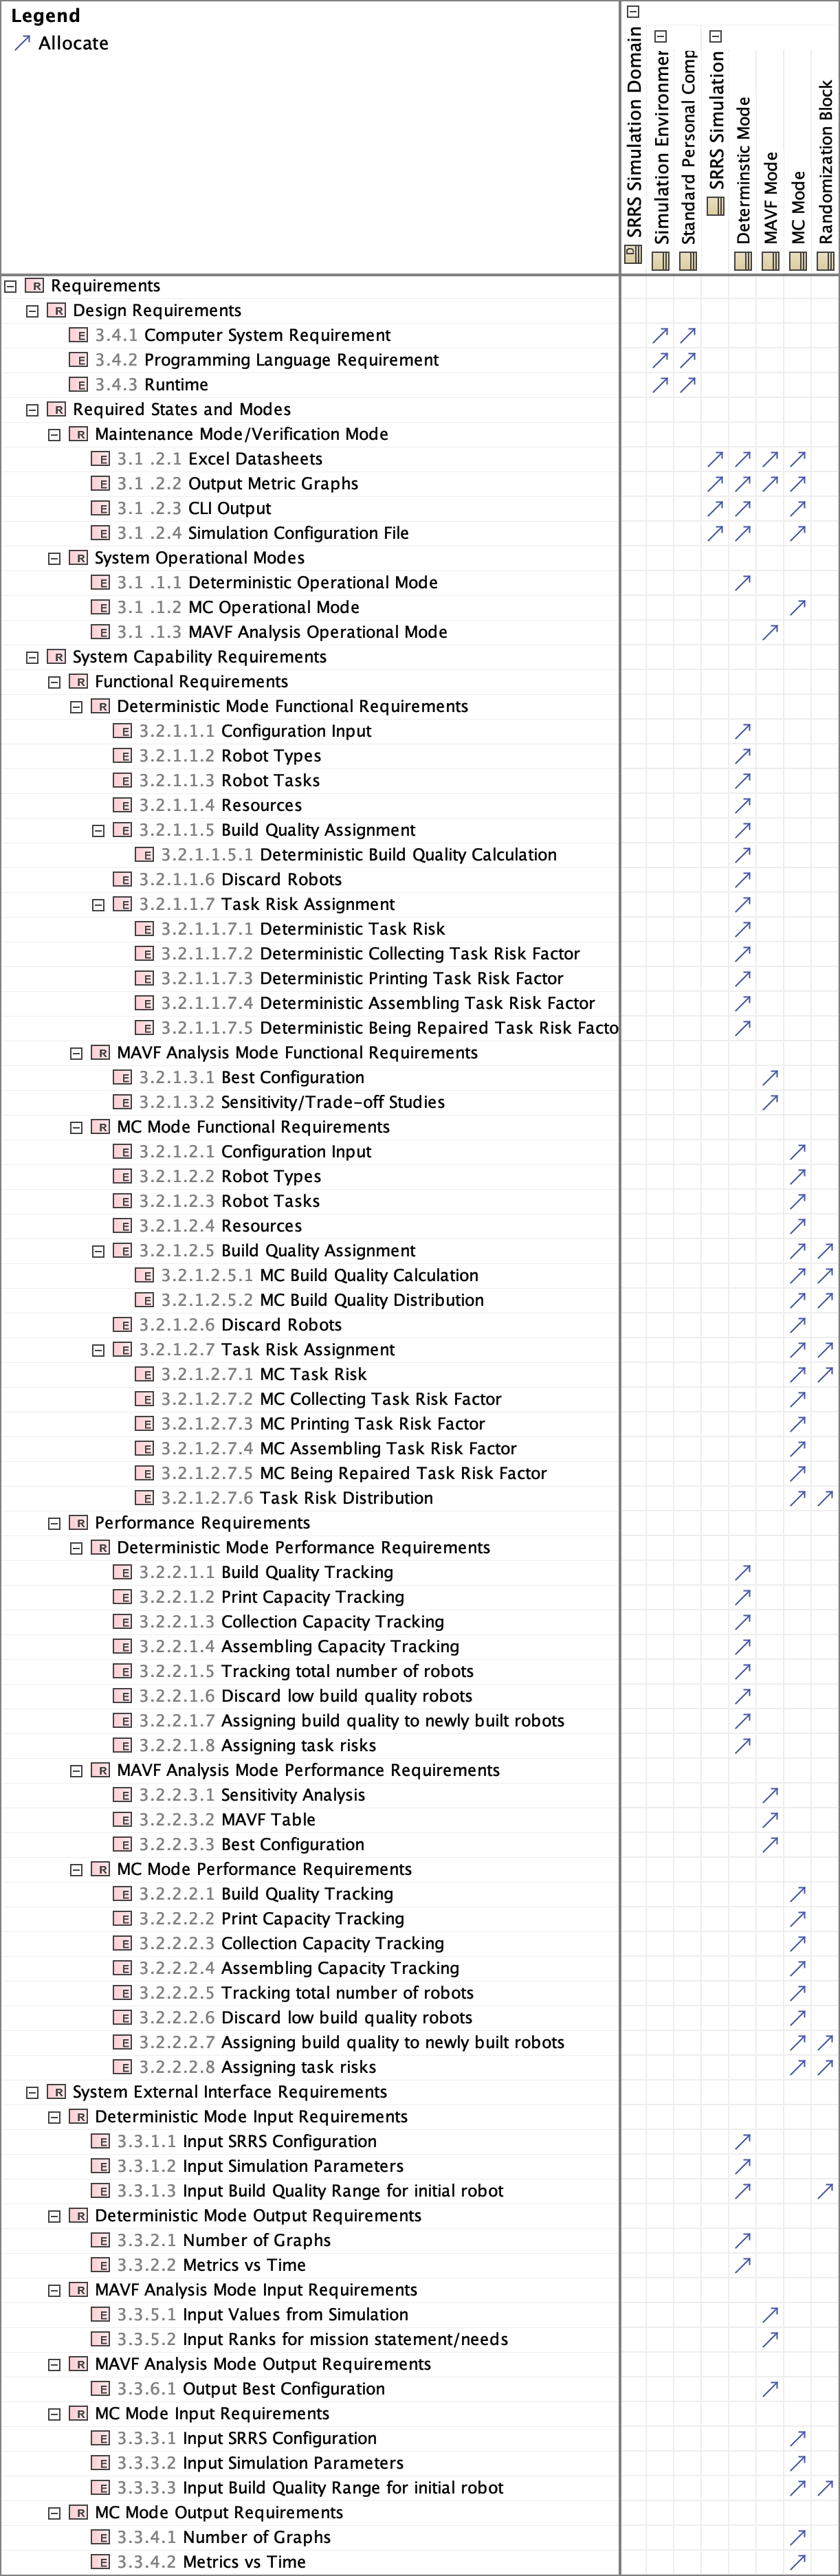 Legend
Allocate
SRRS Simulation Domain
Simulation Environmer
Standard Personal Comp
SRRS Simulation
Determinstic Mode
MAVF Mode
MC Mode
Randomization Block
Requirements
Design Requirements
3.4.1 Computer System Requirement
3.4.2 Programming Language Requirement
3.4.3 Runtime
Required States and Modes
Maintenance Mode/Verification Mode
3.1 .2.1 Excel Datasheets
3.1 .2.2 Output Metric Graphs
3.1 .2.3 CLI Output
3.1 .2.4 Simulation Configuration File
System Operational Modes
3.1 .1.1 Deterministic Operational Mode
3.1 .1.2 MC Operational Mode
3.1 .1.3 MAVF Analysis Operational Mode
System Capability Requirements
Functional Requirements
Deterministic Mode Functional Requirements
3.2.1.1.1 Configuration Input
3.2.1.1.2 Robot Types
3.2.1.1.3 Robot Tasks
3.2.1.1.4 Resources
3.2.1.1.5 Build Quality Assignment
3.2.1.1.5.1 Deterministic Build Quality Calculation
3.2.1.1.6 Discard Robots
3.2.1.1.7 Task Risk Assignment
3.2.1.1.7.1 Deterministic Task Risk
3.2.1.1.7.2 Deterministic Collecting Task Risk Factor
3.2.1.1.7.3 Deterministic Printing Task Risk Factor
3.2.1.1.7.4 Deterministic Assembling Task Risk Factor
3.2.1.1.7.5 Deterministic Being Repaired Task Risk Facto
MAVF Analysis Mode Functional Requirements
3.2.1.3.1 Best Configuration
3.2.1.3.2 Sensitivity/Trade-off Studies
MC Mode Functional Requirements
3.2.1.2.1 Configuration Input
3.2.1.2.2 Robot Types
3.2.1.2.3 Robot Tasks
3.2.1.2.4 Resources
3.2.1.2.5 Build Quality Assignment
3.2.1.2.5.1 MC Build Quality Calculation
3.2.1.2.5.2 MC Build Quality Distribution
3.2.1.2.6 Discard Robots
3.2.1.2.7 Task Risk Assignment
3.2.1.2.7.1 MC Task Risk
3.2.1.2.7.2 MC Collecting Task Risk Factor
3.2.1.2.7.3 MC Printing Task Risk Factor
3.2.1.2.7.4 MC Assembling Task Risk Factor
3.2.1.2.7.5 MC Being Repaired Task Risk Factor
3.2.1.2.7.6 Task Risk Distribution
Performance Requirements
Deterministic Mode Performance Requirements
3.2.2.1.1 Build Quality Tracking
3.2.2.1.2 Print Capacity Tracking
3.2.2.1.3 Collection Capacity Tracking
3.2.2.1.4 Assembling Capacity Tracking
3.2.2.1.5 Tracking total number of robots
3.2.2.1.6 Discard low build quality robots
3.2.2.1.7 Assigning build quality to newly built robots
3.2.2.1.8 Assigning task risks
MAVF Analysis Mode Performance Requirements
3.2.2.3.1 Sensitivity Analysis
3.2.2.3.2 MAVF Table
3.2.2.3.3 Best Configuration
MC Mode Performance Requirements
3.2.2.2.1 Build Quality Tracking
3.2.2.2.2 Print Capacity Tracking
3.2.2.2.3 Collection Capacity Tracking
3.2.2.2.4 Assembling Capacity Tracking
3.2.2.2.5 Tracking total number of robots
3.2.2.2.6 Discard low build quality robots
3.2.2.2.7 Assigning build quality to newly built robots
3.2.2.2.8 Assigning task risks
System External Interface Requirements
Deterministic Mode Input Requirements
3.3.1.1 Input SRRS Configuration
3.3.1.2 Input Simulation Parameters
3.3.1.3 Input Build Quality Range for initial robot
Deterministic Mode Output Requirements
3.3.2.1 Number of Graphs
3.3.2.2 Metrics vs Time
MAVF Analysis Mode Input Requirements
3.3.5.1 Input Values from Simulation
3.3.5.2 Input Ranks for mission statement/needs
MAVF Analysis Mode Output Requirements
3.3.6.1 Output Best Configuration
MC Mode Input Requirements
3.3.3.1 Input SRRS Configuration
3.3.3.2 Input Simulation Parameters
3.3.3.3 Input Build Quality Range for initial robot
MC Mode Output Requirements
3.3.4.1 Number of Graphs
3.3.4.2 Metrics vs Time